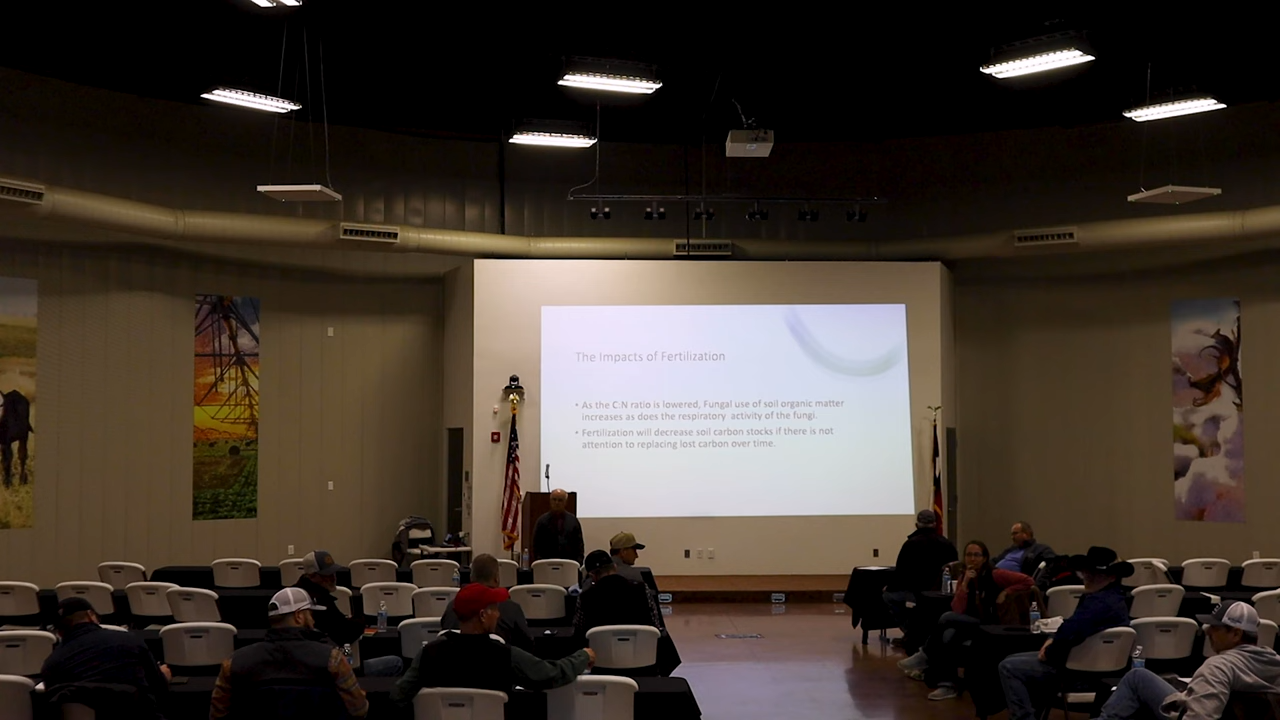 The Impacts of Fertilization
• As the C:N ratio is lowered, Fungal use of soil organic matter
increases as does the respiratory activity of the fungi.
• Fertilization will decrease soil carbon stocks if there is not
attention to replacing lost carbon over time.